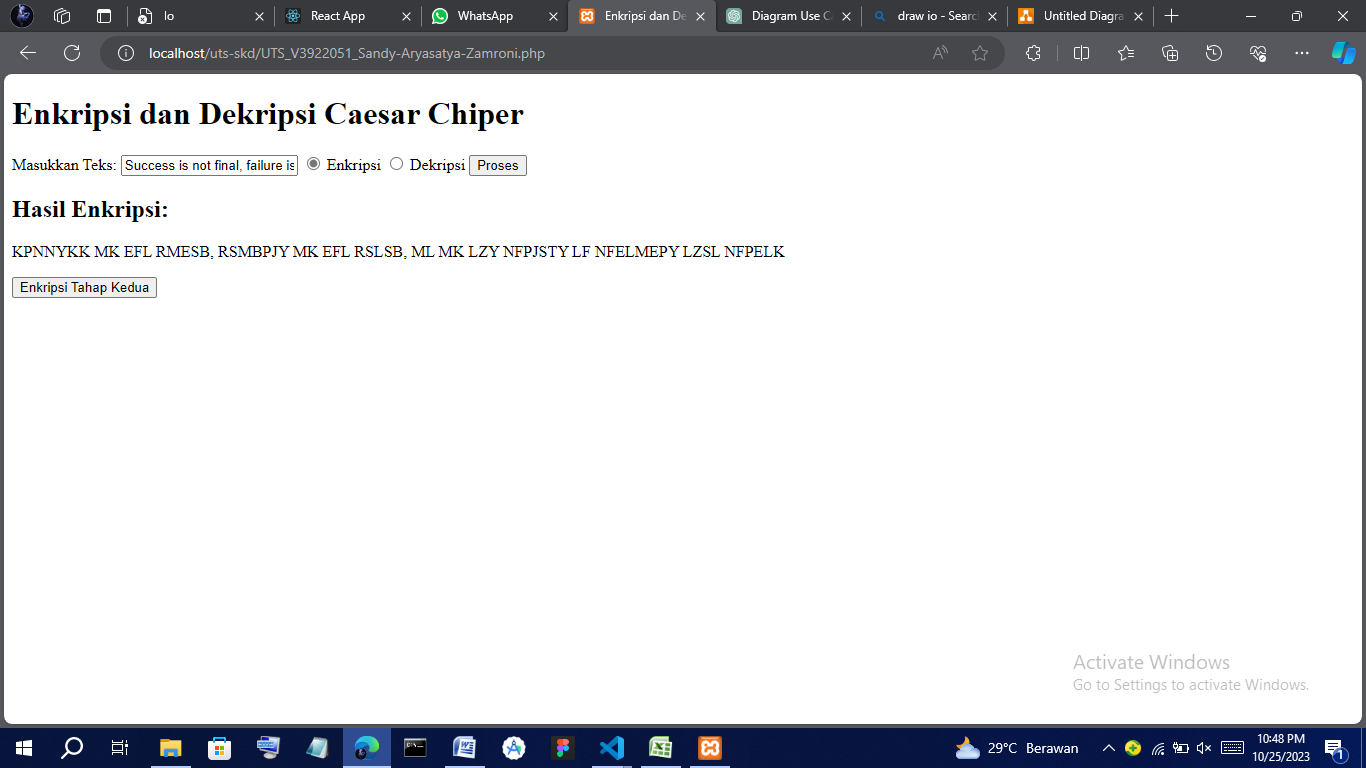 lo
React App
WhatsApp
Enkripsi dan De
Diagram Use C
draw io - Searc
Untitled Diagra
localhost/uts-skd/UTS_V3922051_Sandy-Aryasatya-Zamroni.php
Enkripsi dan Dekripsi Caesar Chiper
Masukkan Teks: Success is not final, failure is Enkripsi Dekripsi Proses
Hasil Enkripsi:
KPNNYKK MK EFL RMESB, RSMBPJY MK EFL RSLSB, ML MK LZY NFPJSTY LF NFELMEPY LZSL NFPELK
Enkripsi Tahap Kedua
Activate Windows
Go to Settings to activate Windows.
29°C Berawan
10:48 PM
10/25/2023
1